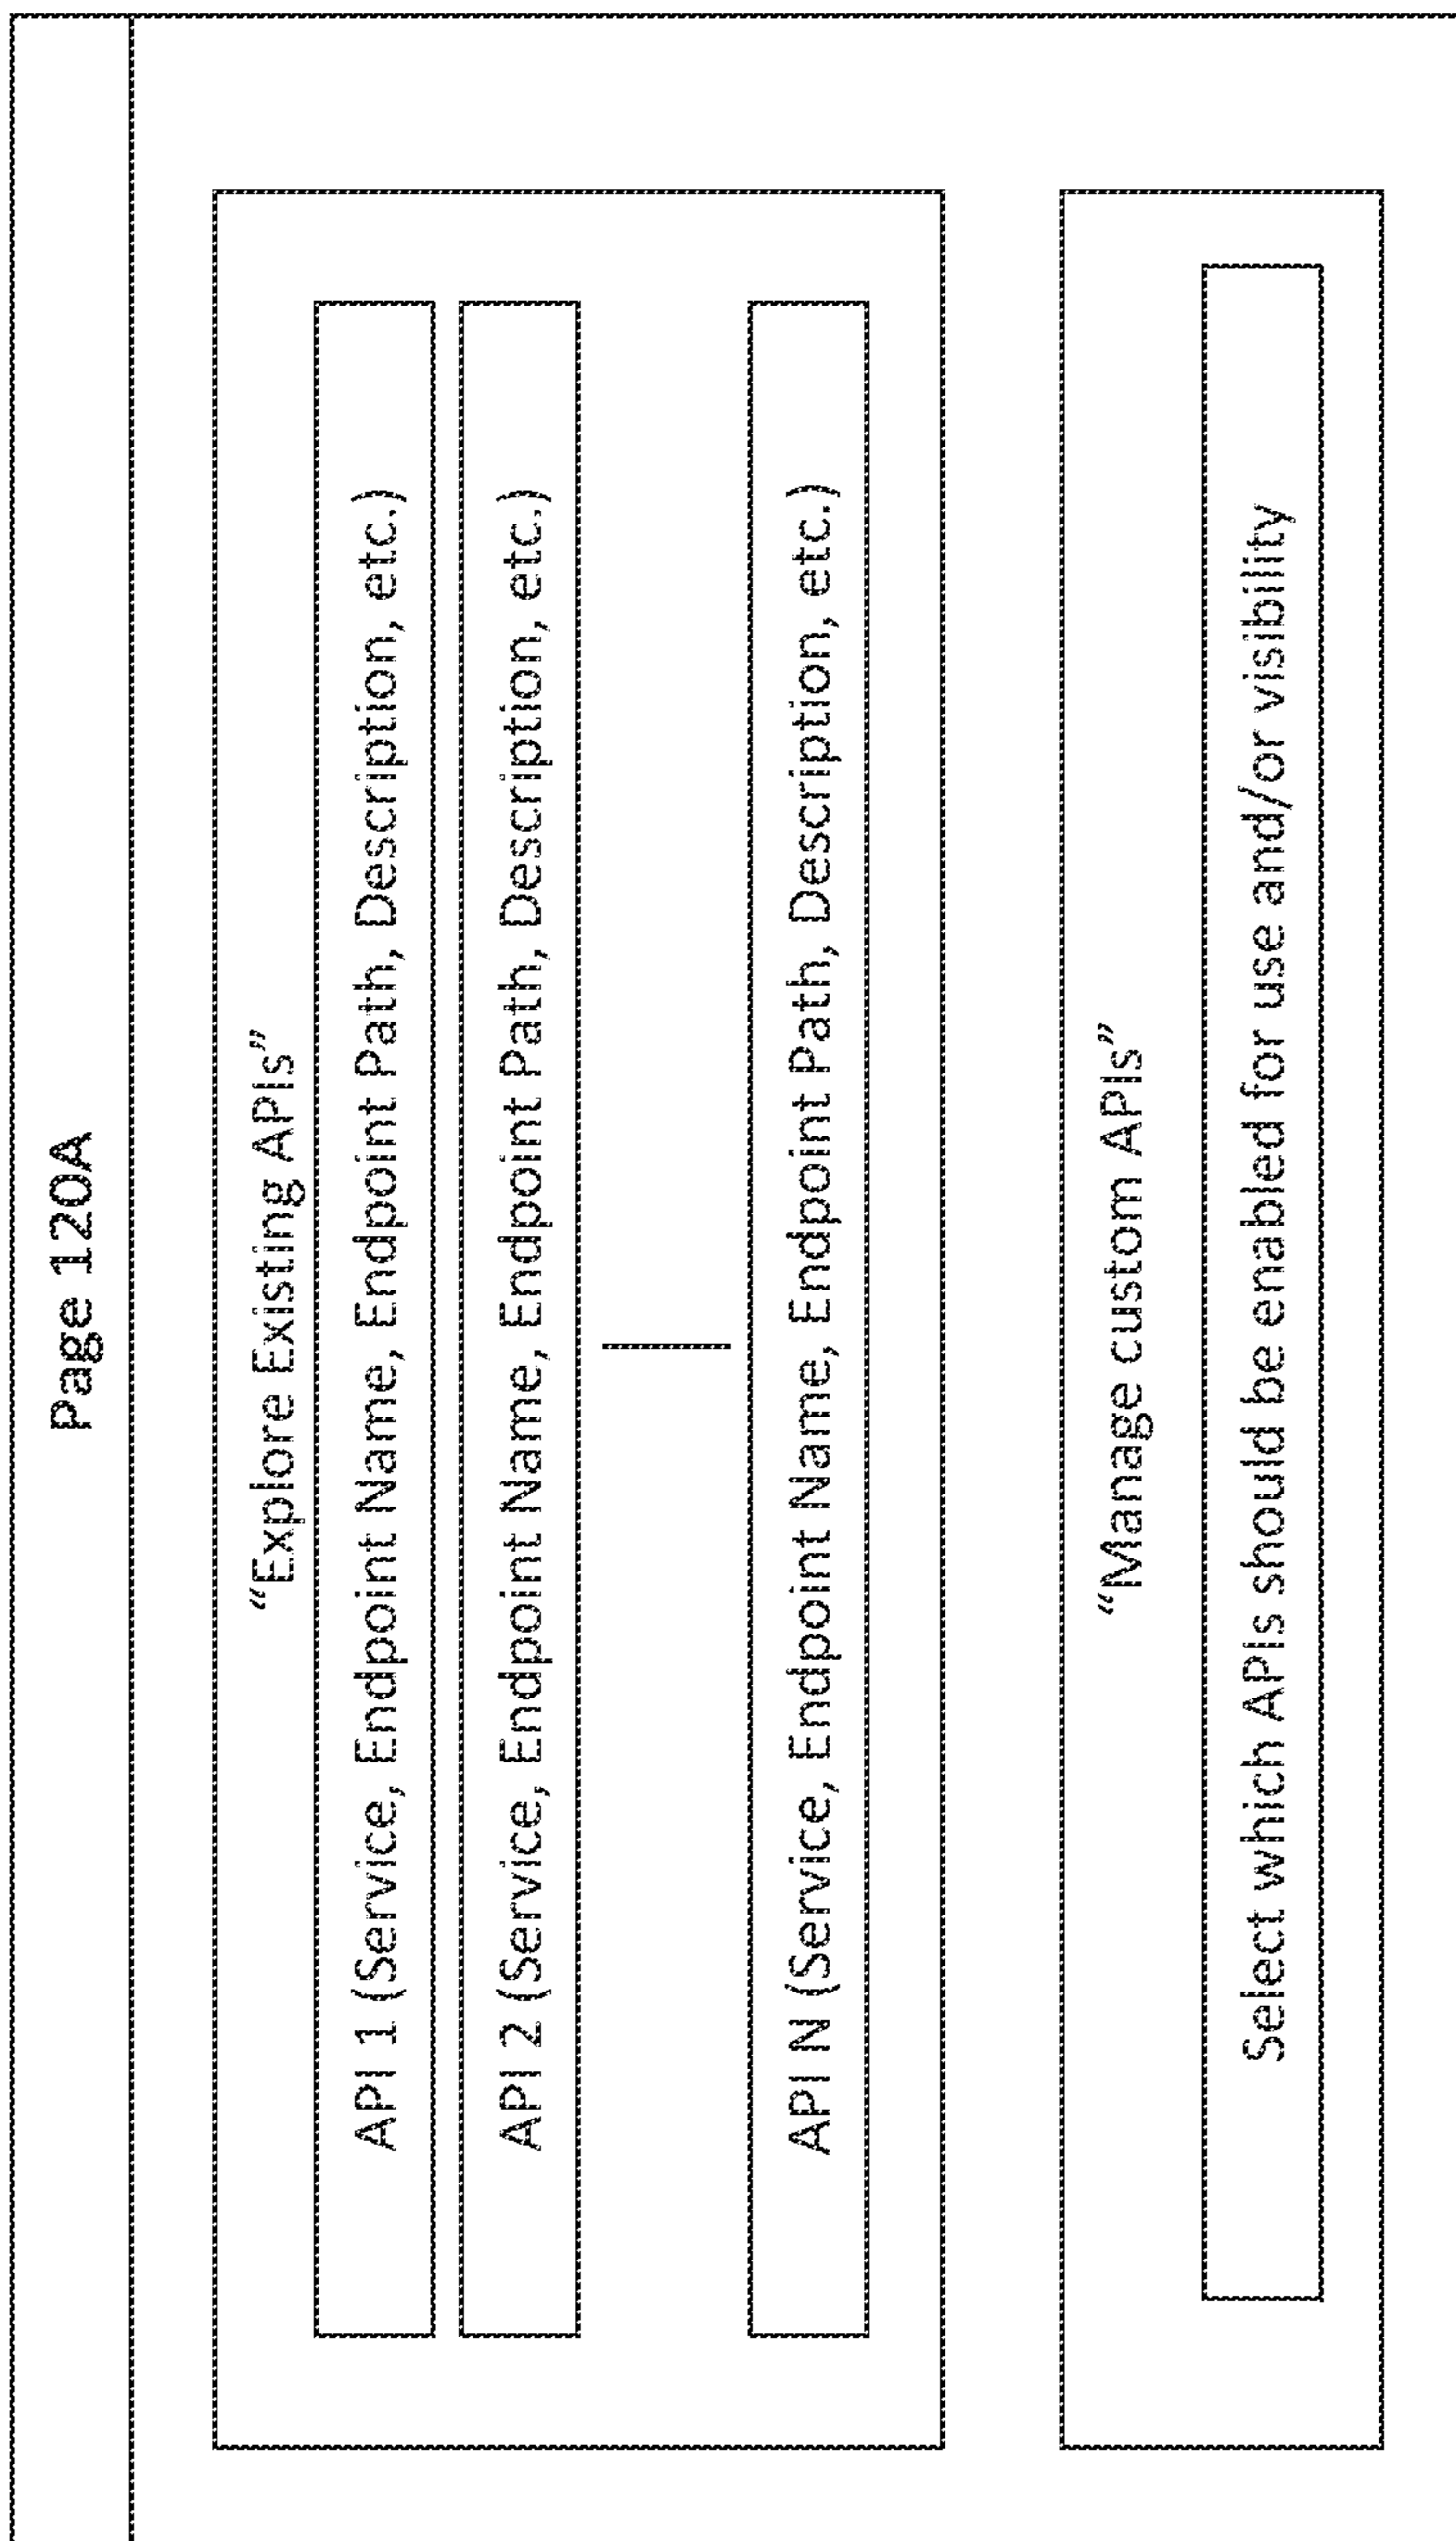 Page 120A
“Explore Existing APIs”
API 1 (Service, Endpoint Name, Endpoint Path, Description, etc.)
API 2 (Service, Endpoint Name, Endpoint Path, Description, etc.)
API N (Service, Endpoint Name, Endpoint Path, Description, etc.)
“Manage custom APIs”
Select which APIs should be enabled for use and/or visibility